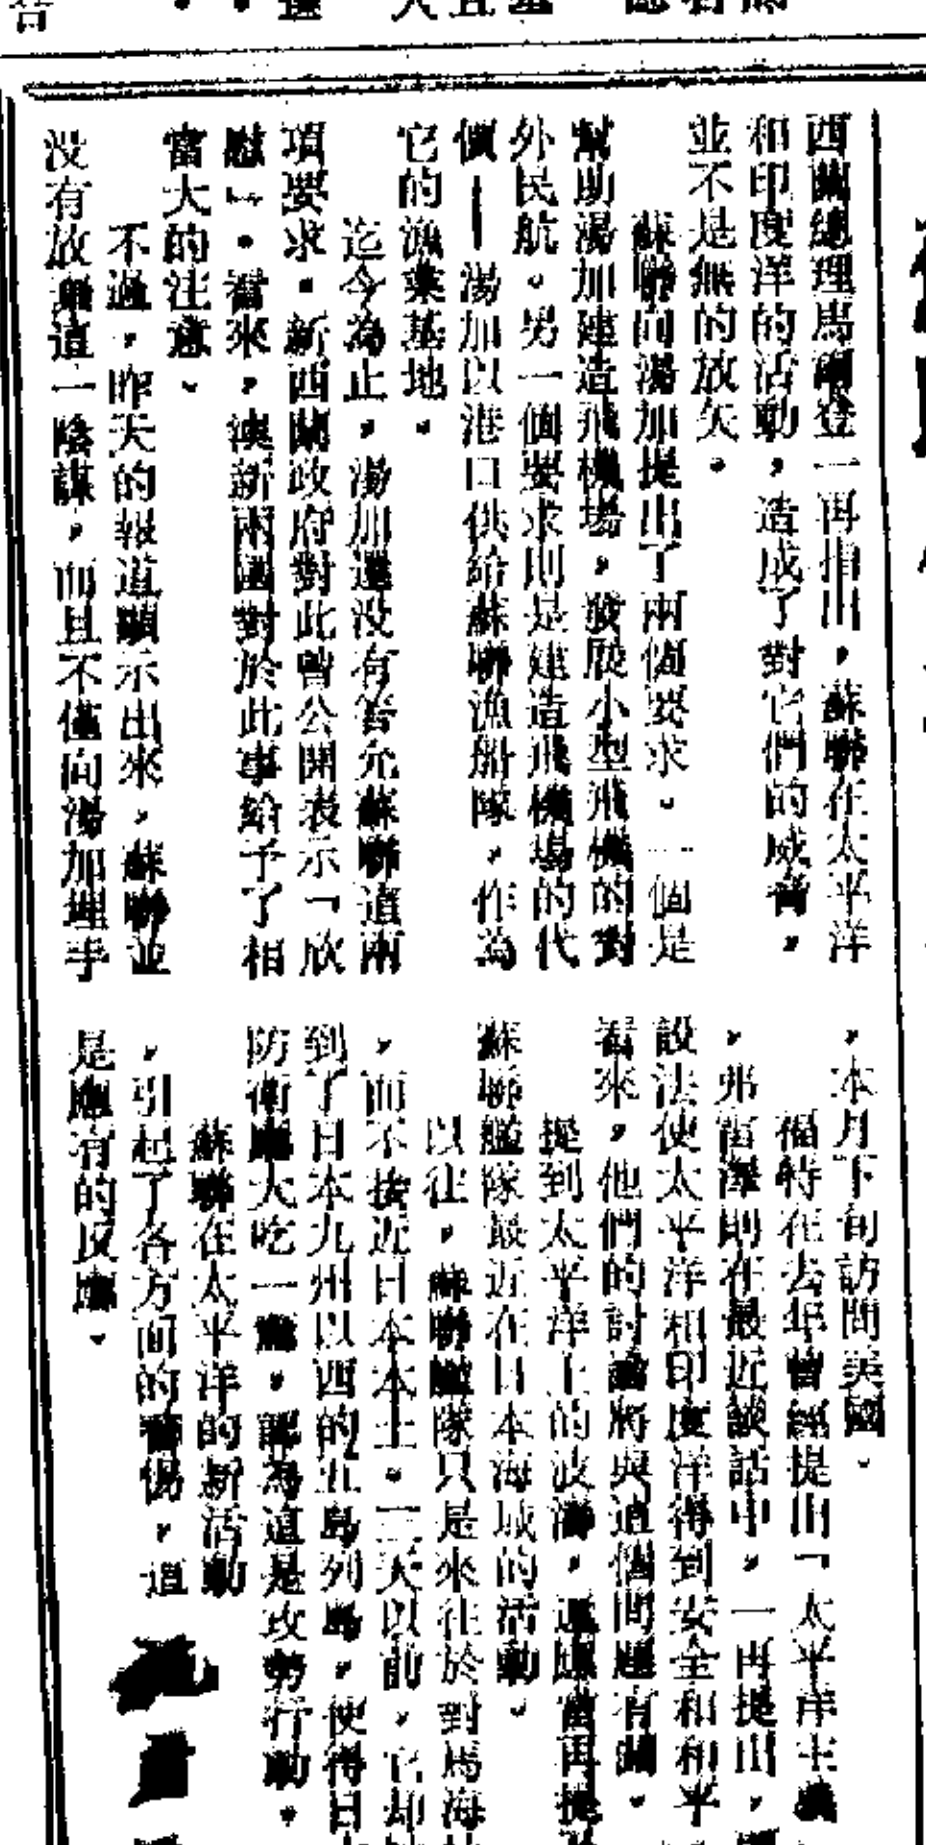 西蘭總理馬爾登一再指出，蘇聯在太平洋
和印度洋的活動，造成了對它們的威脅，
並不是無的放矢。
蘇聯向湯加提出了兩個要求。一個是
幫助湯加建造飛機場，發展小型飛機的對
外民航。另一個要求則是建造飛機場的代
價—湯加以港口供給蘇聯漁船隊，作為
它的漁業基地。
迄今為止，湯加還没有答允蘇聯這兩
項要求。新西蘭政府對此曾公開表示「欣
慰」。看來，澳新兩國對於此事給予了相
當大的注意。
不過，昨天的報道顯示出來，蘇聯並
没有放棄這一陰謀，而且不僅向湯加埋手
，本月下旬訪問美國。
福特在去年曾經提出「太平洋主義
，弗雷澤則在最近談話中，一再提出，
設法使太平洋和印度洋得到安全和和平
看來，他們的討論將與這個問題有關。
提到太平洋上的波濤，還應當再提
蘇聯艦隊最近在日本海域的活動。
以往，蘇聯艦隊只是來往於對馬海
，而不接近日本本土。三天以前，它却
到了日本九州以西的五島列島，使得日
防衛廳大吃一驚，認為這是攻勢行動。
蘇聯在太平洋的新活動
，引起了各方面的警惕，這
是應有的反應。